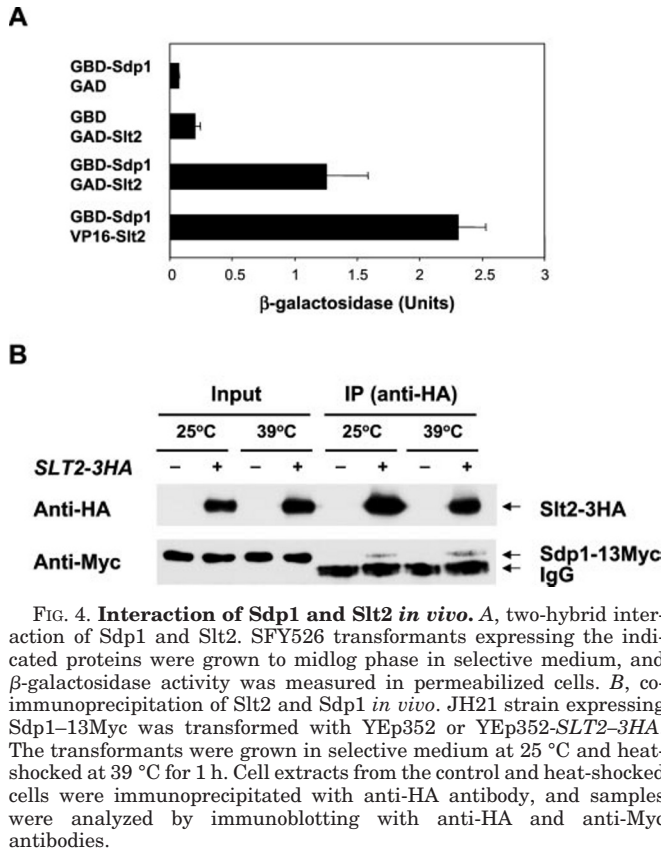 A
GBD-Sdp1
GAD
GBD
GAD-Slt2
GBD-Sdp1
GAD-Slt2
GBD-Sdp1
VP16-Slt2
0 0.5 1 1.5 2 2.5 3
β-galactosidase (Units)
B
Input IP (anti-HA)
25°C 39°C 25°C 39°C
SLT2-3HA – + – + – + – +
Anti-HA Slt2-3HA
Anti-Myc Sdp1-13Myc
IgG
FIG. 4. Interaction of Sdp1 and Slt2 in vivo. A, two-hybrid inter-
action of Sdp1 and Slt2. SFY526 transformants expressing the indi-
cated proteins were grown to midlog phase in selective medium, and
β-galactosidase activity was measured in permeabilized cells. B, co-
immunoprecipitation of Slt2 and Sdp1 in vivo. JH21 strain expressing
Sdp1–13Myc was transformed with YEp352 or YEp352-SLT2–3HA
The transformants were grown in selective medium at 25 °C and heat-
shocked at 39 °C for 1 h. Cell extracts from the control and heat-shocked
cells were immunoprecipitated with anti-HA antibody, and samples
were analyzed by immunoblotting with anti-HA and anti-Myc
antibodies.